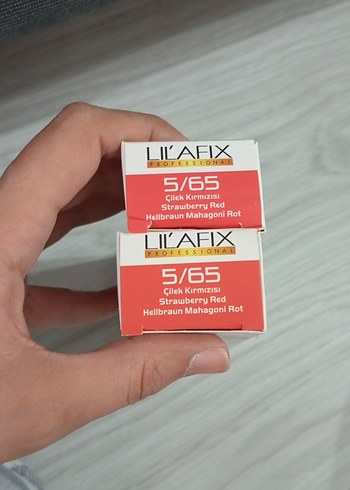 LIL'AFIX
PROFESSIONAL
5/65
Çilek Kırmızısı
Strawberry Red
Hellbraun Mahagoni Rot
LIL'AFIX
PROFESSIONAL
5/65
Çilek Kırmızısı
Strawberry Red
Hellbraun Mahagoni Rot